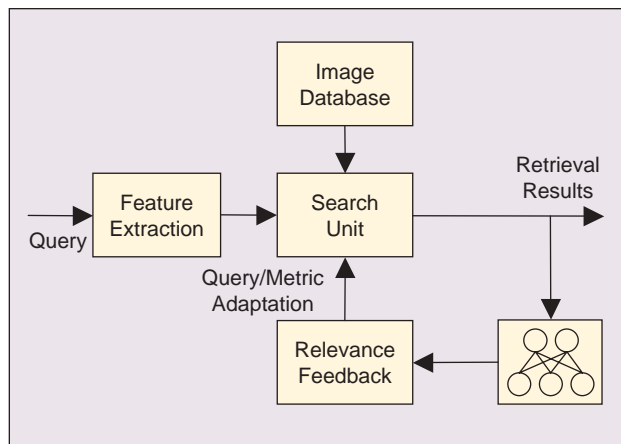 Image
Database
Retrieval
Results
Feature
Extraction
Search
Unit
Query
Query/Metric
Adaptation
Relevance
Feedback